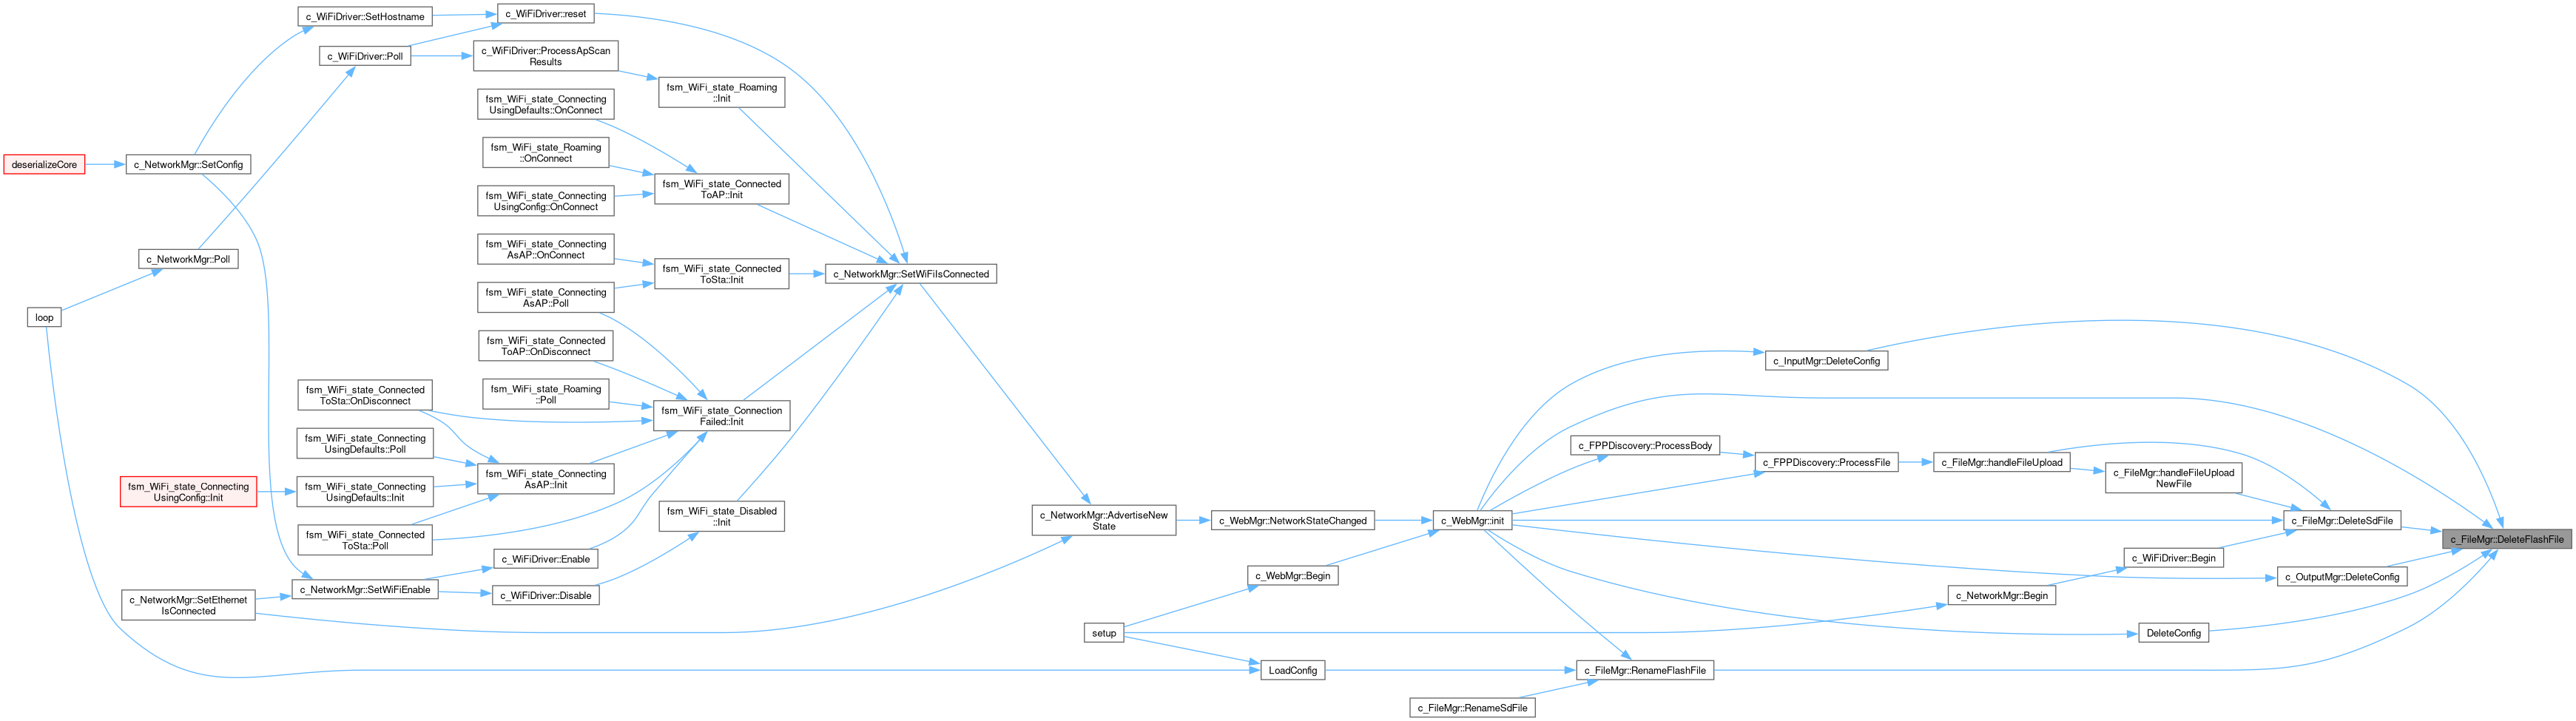 c_WiFiDriver::SetHostname
c_WiFiDriver::reset
c_WiFiDriver::Poll
c_WiFiDriver::ProcessApScan
Results
fsm_WiFi_state_Roaming
::Init
fsm_WiFi_state_Connecting
UsingDefaults::OnConnect
fsm_WiFi_state_Roaming
::OnConnect
deserializeCore
c_NetworkMgr::SetConfig
fsm_WiFi_state_Connecting
UsingConfig::OnConnect
fsm_WiFi_state_Connected
ToAP::Init
fsm_WiFi_state_Connecting
AsAP::OnConnect
c_NetworkMgr::Poll
fsm_WiFi_state_Connected
ToSta::Init
c_NetworkMgr::SetWiFiIsConnected
fsm_WiFi_state_Connecting
AsAP::Poll
loop
fsm_WiFi_state_Connected
ToAP::OnDisconnect
c_InputMgr::DeleteConfig
fsm_WiFi_state_Connected
ToSta::OnDisconnect
fsm_WiFi_state_Roaming
::Poll
fsm_WiFi_state_Connection
Failed::Init
fsm_WiFi_state_Connecting
UsingDefaults::Poll
c_FPPDiscovery::ProcessBody
c_FPPDiscovery::ProcessFile
c_FileMgr::handleFileUpload
c_FileMgr::handleFileUpload
NewFile
fsm_WiFi_state_Connecting
UsingConfig::Init
fsm_WiFi_state_Connecting
UsingDefaults::Init
fsm_WiFi_state_Connecting
AsAP::Init
fsm_WiFi_state_Disabled
::Init
c_NetworkMgr::AdvertiseNew
State
c_WebMgr::NetworkStateChanged
c_WebMgr::init
c_FileMgr::DeleteSdFile
c_FileMgr::DeleteFlashFile
fsm_WiFi_state_Connected
ToSta::Poll
c_WiFiDriver::Enable
c_WiFiDriver::Begin
c_WebMgr::Begin
c_OutputMgr::DeleteConfig
c_NetworkMgr::SetEthernet
IsConnected
c_NetworkMgr::SetWiFiEnable
c_WiFiDriver::Disable
c_NetworkMgr::Begin
setup
DeleteConfig
LoadConfig
c_FileMgr::RenameFlashFile
c_FileMgr::RenameSdFile